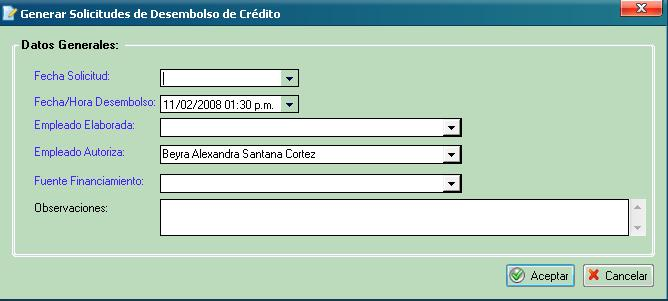 Generar Solicitudes de Desembolso de Crédito
Datos Generales:
Fecha Solicitud:
Fecha/Hora Desembolso: 11/02/2008 01:30 p.m.
Empleado Elaborada:
Empleado Autoriza: Beyra Alexandra Santana Cortez
Fuente Financiamiento:
Observaciones:
Aceptar Cancelar